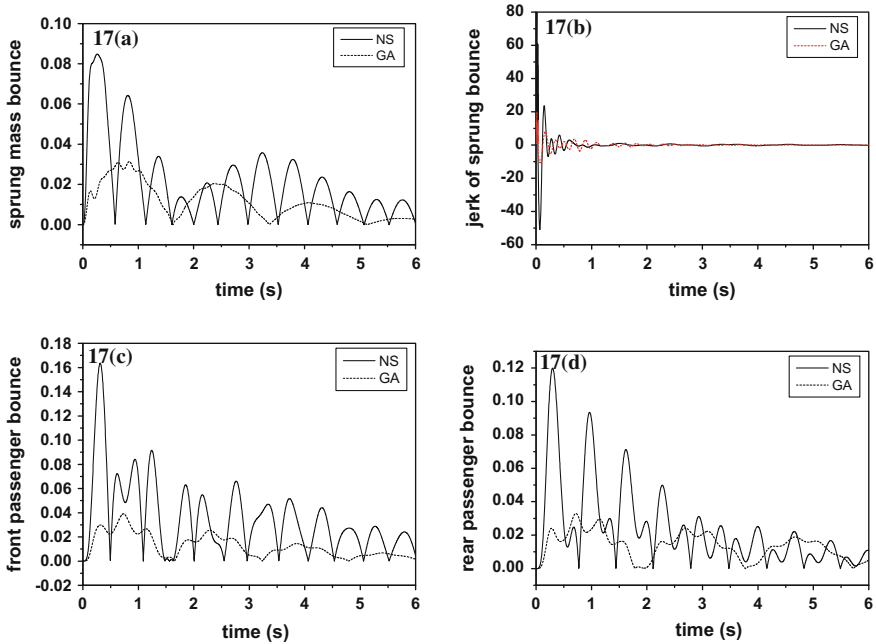 17(a)
NS
GA
0.10
0.08
0.06
0.04
0.02
0.00
sprung mass bounce
0 1 2 3 4 5 6
time (s)
17(b)
NS
GA
80
60
40
20
0
-20
-40
-60
jerk of sprung bounce
0 1 2 3 4 5 6
time (s)
17(c)
NS
GA
0.18
0.16
0.14
0.12
0.10
0.08
0.06
0.04
0.02
0.00
-0.02
front passenger bounce
0 1 2 3 4 5 6
time (s)
17(d)
NS
GA
0.12
0.10
0.08
0.06
0.04
0.02
0.00
rear passenger bounce
0 1 2 3 4 5 6
time (s)